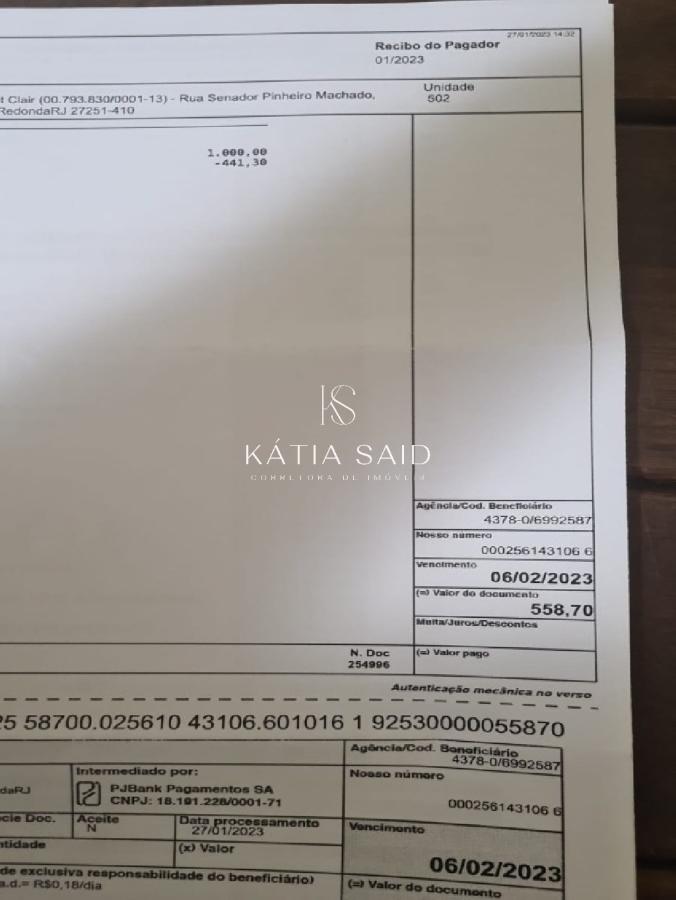 27/01/2023 14:32
Recibo do Pagador
01/2023
t Clair (00.793.830/0001-13) - Rua Senador Pinheiro Machado,
RedondaRJ 27251-410
Unidade
502
1.000,00
-441,30
KS
KÁTIA SAID
CORRETORA DE IMÓVEIS
Agência/Cod. Beneficiário
4378-0/6992587
Nosso número
000256143106 6
Vencimento
06/02/2023
(=) Valor do documento
558,70
Multa/Juros/Descontos
N. Doc
254996
(=) Valor pago
Autenticação mecânica no verso
25 58700.025610 43106.601016 1 92530000055870
Agência/Cod. Beneficiário
4378-0/6992587
daRJ
Intermediado por:
PJBank Pagamentos SA
CNPJ: 18.191.228/0001-71
Nosso número
000256143106 6
cie Doc.
Aceite
N
Data processamento
27/01/2023
Vencimento
06/02/2023
ntidade
(x) Valor
de exclusiva responsabilidade do beneficiário)
a.d.= R$0,18/dia
(=) Valor do documento